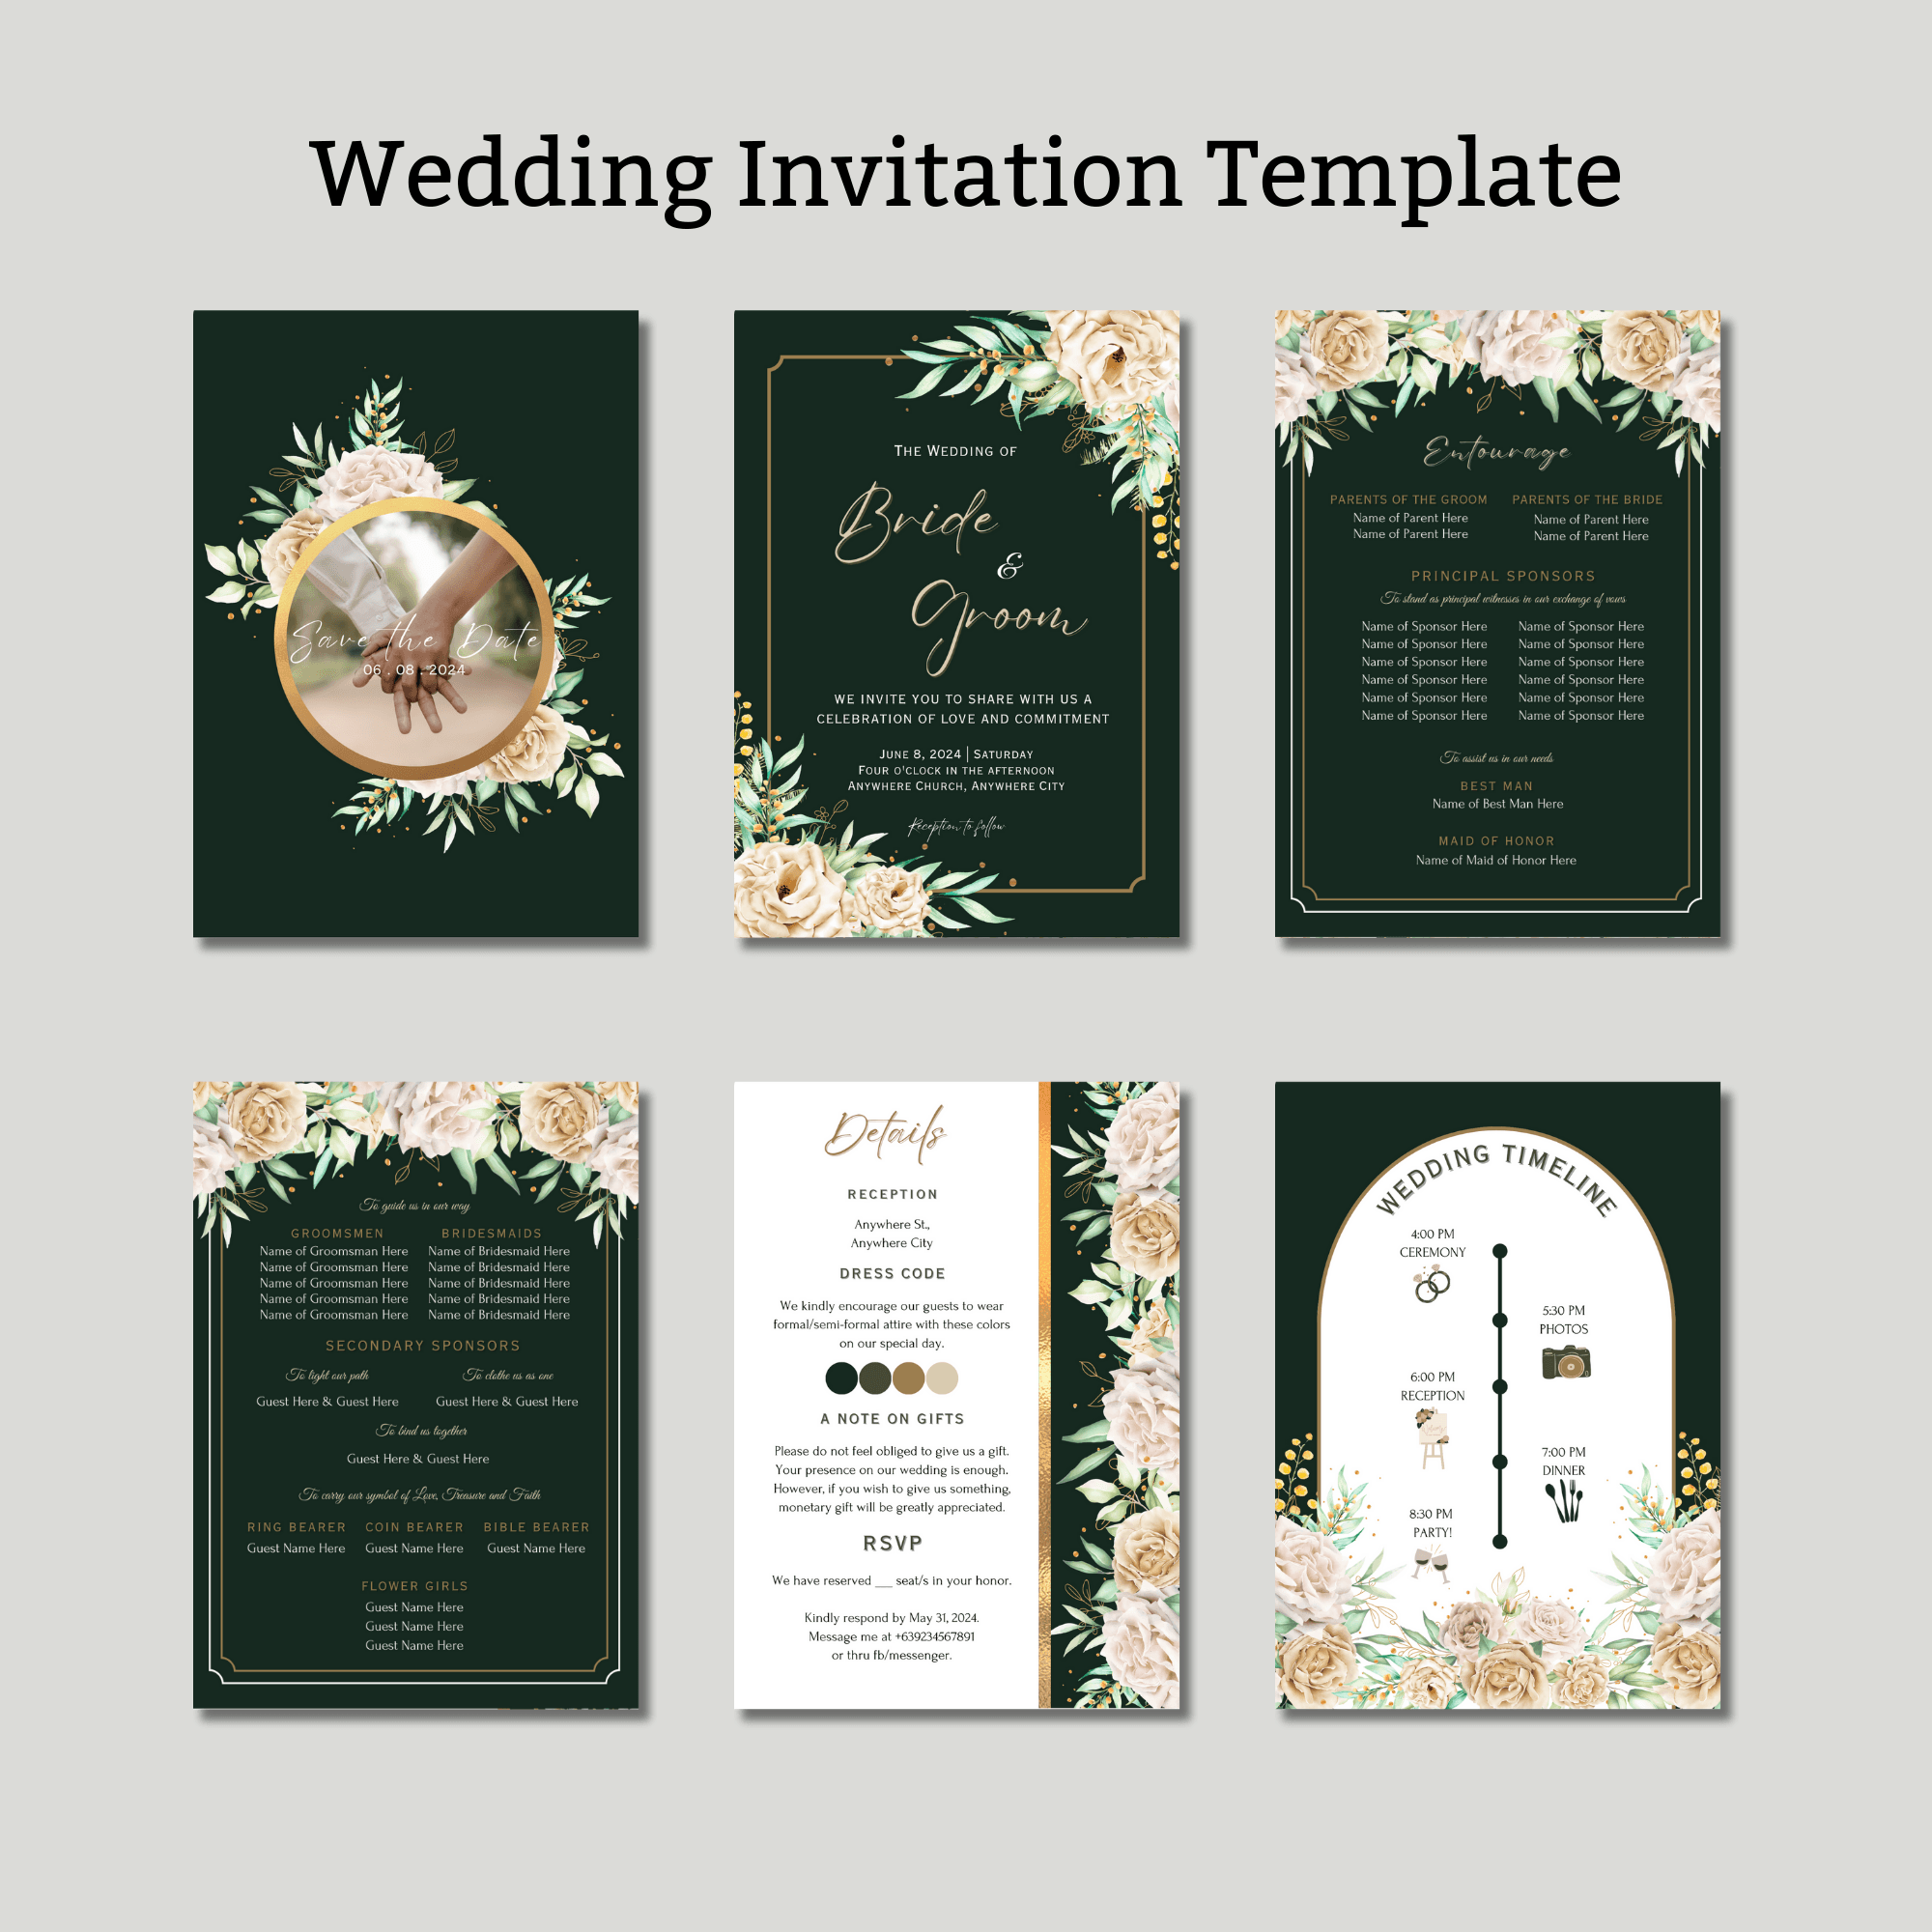 Wedding Invitation Template
Save the Date
06 . 08 . 2024
The Wedding of
Bride
&
Groom
WE INVITE YOU TO SHARE WITH US A
CELEBRATION OF LOVE AND COMMITMENT
June 8, 2024 | Saturday
Four o'clock in the afternoon
Anywhere Church, Anywhere City
Reception to follow
Entourage
PARENTS OF THE GROOM
Name of Parent Here
Name of Parent Here
PARENTS OF THE BRIDE
Name of Parent Here
Name of Parent Here
PRINCIPAL SPONSORS
To stand as principal witnesses in our exchange of vows
Name of Sponsor Here Name of Sponsor Here
Name of Sponsor Here Name of Sponsor Here
Name of Sponsor Here Name of Sponsor Here
Name of Sponsor Here Name of Sponsor Here
Name of Sponsor Here Name of Sponsor Here
Name of Sponsor Here Name of Sponsor Here
To assist us in our needs
BEST MAN
Name of Best Man Here
MAID OF HONOR
Name of Maid of Honor Here
To guide us in our way
GROOMSMEN BRIDESMAIDS
Name of Groomsman Here Name of Bridesmaid Here
Name of Groomsman Here Name of Bridesmaid Here
Name of Groomsman Here Name of Bridesmaid Here
Name of Groomsman Here Name of Bridesmaid Here
Name of Groomsman Here Name of Bridesmaid Here
SECONDARY SPONSORS
To light our path To clothe us as one
Guest Here & Guest Here Guest Here & Guest Here
To bind us together
Guest Here & Guest Here
To carry our symbol of Love, Treasure and Faith
RING BEARER COIN BEARER BIBLE BEARER
Guest Name Here Guest Name Here Guest Name Here
FLOWER GIRLS
Guest Name Here
Guest Name Here
Guest Name Here
Details
RECEPTION
Anywhere St.,
Anywhere City
DRESS CODE
We kindly encourage our guests to wear
formal/semi-formal attire with these colors
on our special day.
A NOTE ON GIFTS
Please do not feel obliged to give us a gift.
Your presence on our wedding is enough.
However, if you wish to give us something,
monetary gift will be greatly appreciated.
RSVP
We have reserved ___ seat/s in your honor.
Kindly respond by May 31, 2024.
Message me at +639234567891
or thru fb/messenger.
WEDDING TIMELINE
4:00 PM
CEREMONY
5:30 PM
PHOTOS
6:00 PM
RECEPTION
7:00 PM
DINNER
8:30 PM
PARTY!